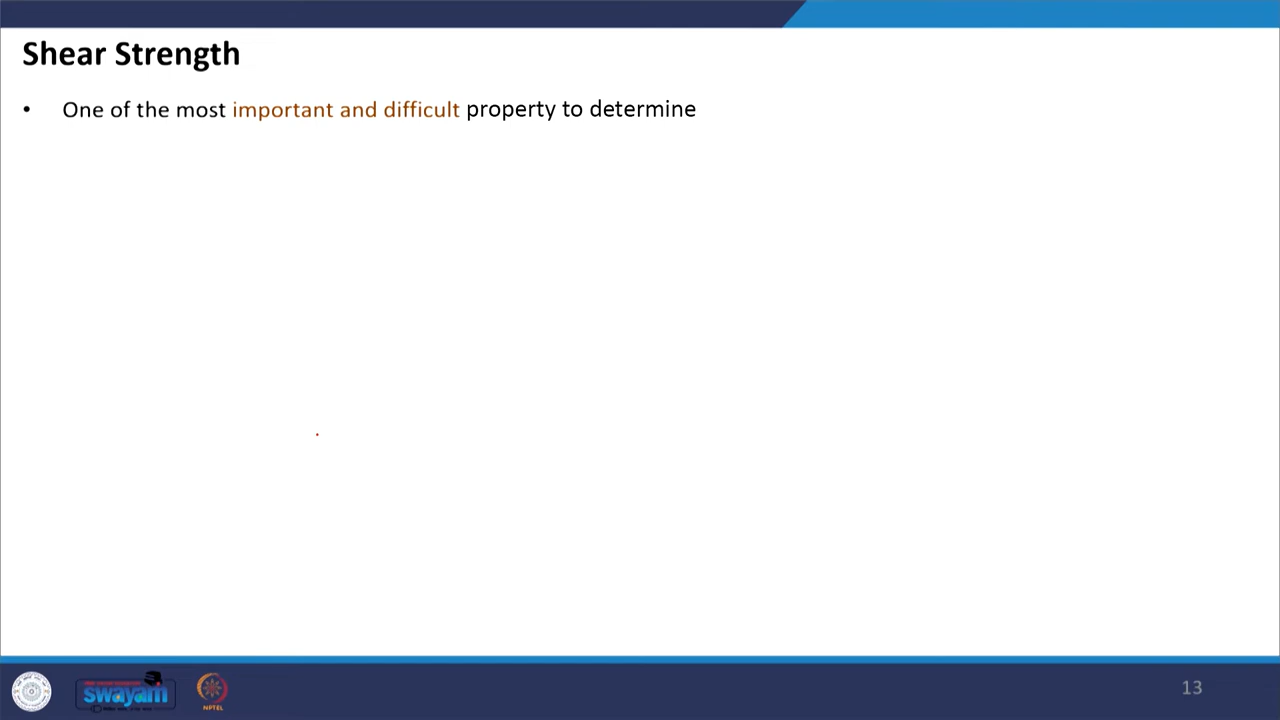 Shear Strength
• One of the most important and difficult property to determine
swayam
NPTEL
13